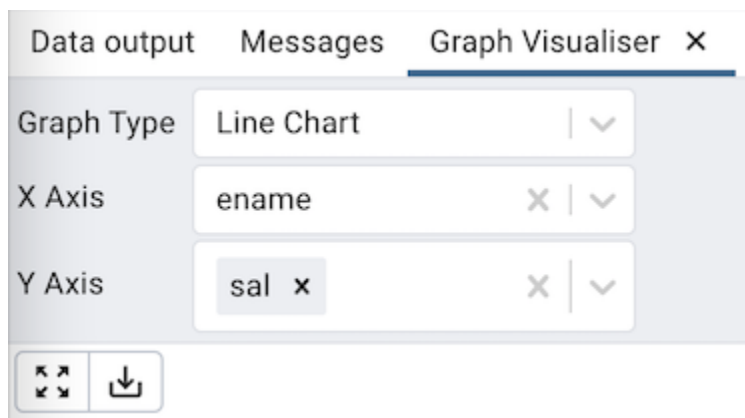 Data output Messages Graph Visualiser ×
Graph Type Line Chart
X Axis ename
Y Axis sal ×